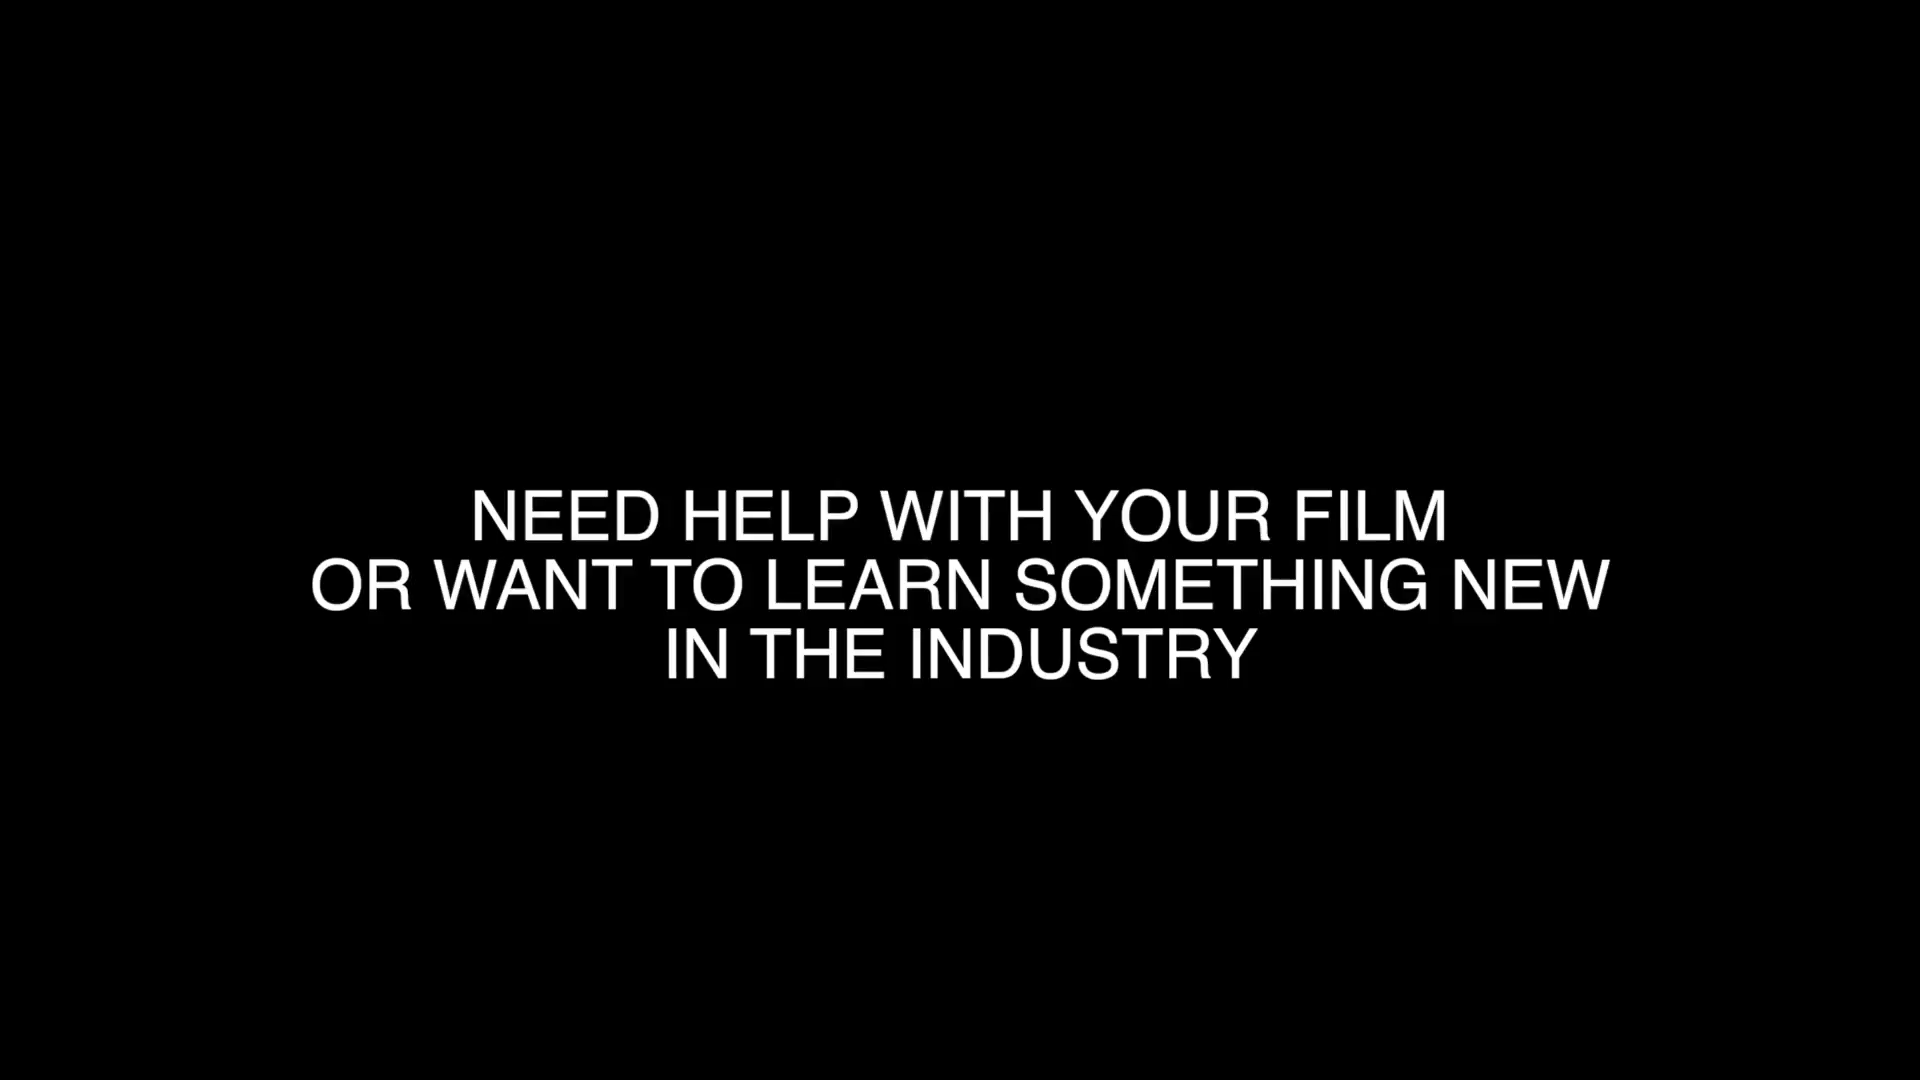 NEED HELP WITH YOUR FILM
OR WANT TO LEARN SOMETHING NEW
IN THE INDUSTRY